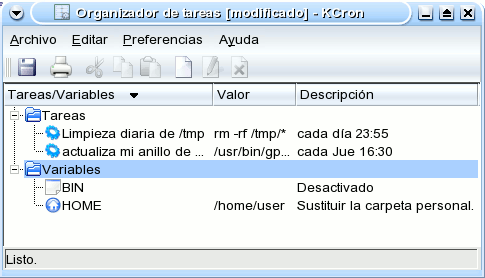 Organizador de tareas [modificado] - KCron
Archivo Editar Preferencias Ayuda
Tareas/Variables Valor Descripción
Tareas
Limpieza diaria de /tmp rm -rf /tmp/* cada día 23:55
actualiza mi anillo de ... /usr/bin/gp... cada Jue 16:30
Variables
BIN Desactivado
HOME /home/user Sustituir la carpeta personal.
Listo.